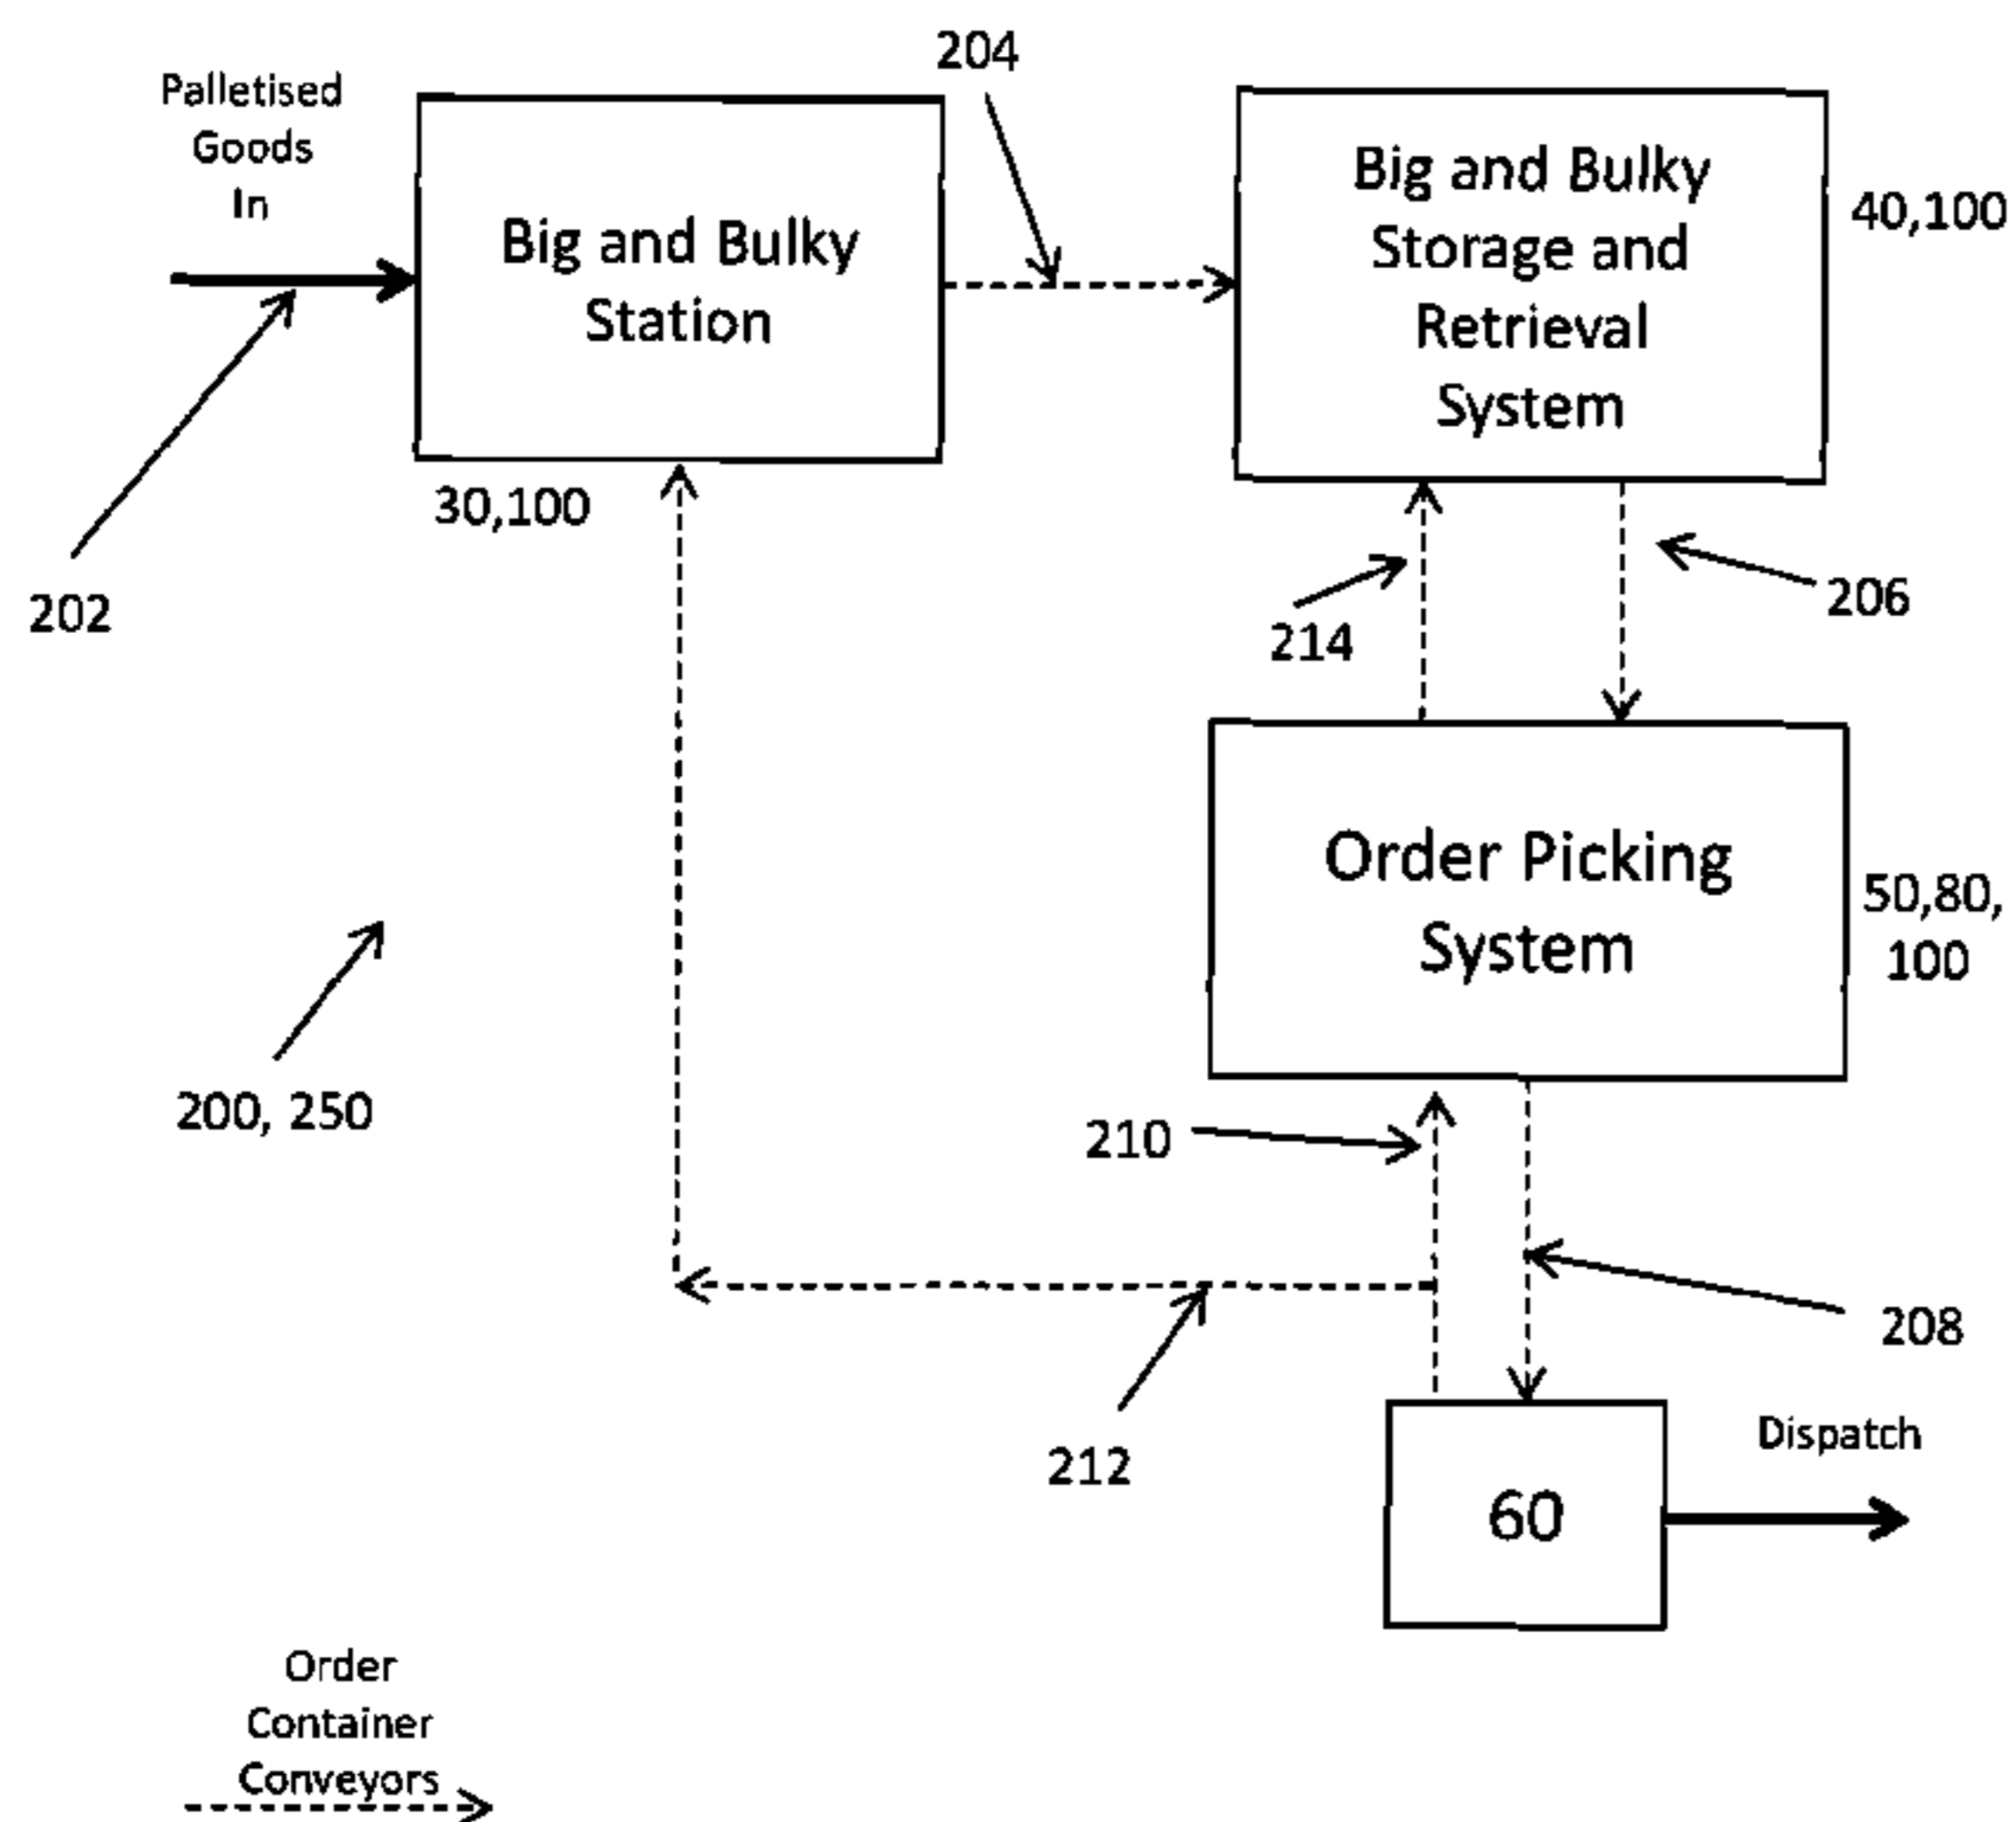 204
Palletised
Goods
In
Big and Bulky
Station
Big and Bulky
Storage and
Retrieval
System
40,100
30,100
202
214
206
Order Picking
System
50,80,
100
200, 250
210
208
212
Dispatch
60
Order
Container
Conveyors